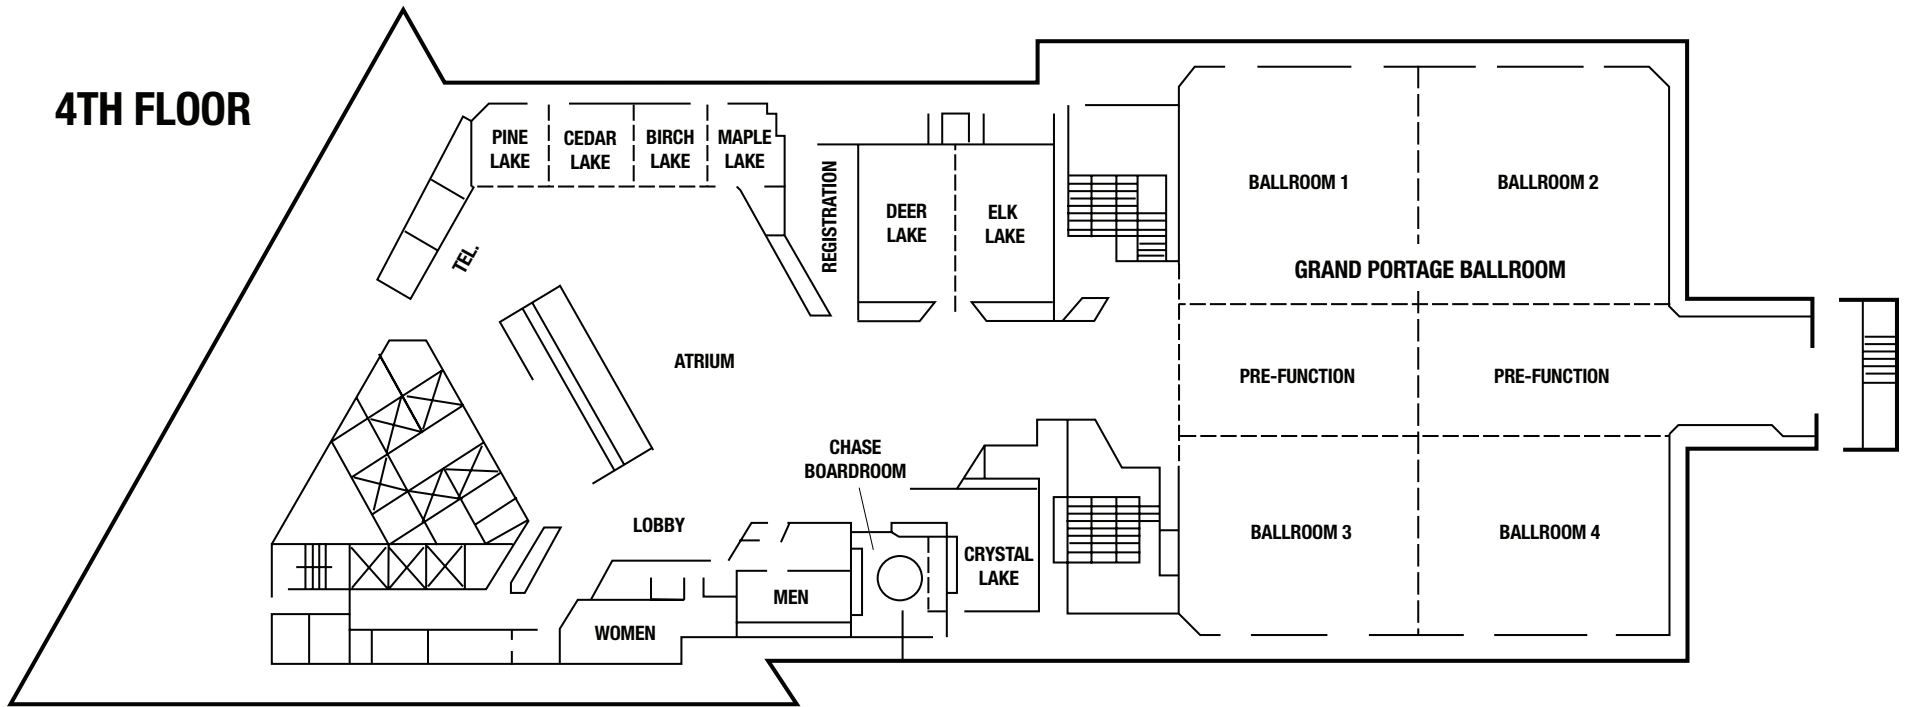 4TH FLOOR
PINE
LAKE
CEDAR
LAKE
BIRCH
LAKE
MAPLE
LAKE
REGISTRATION
DEER
LAKE
ELK
LAKE
BALLROOM 1
BALLROOM 2
TEL.
GRAND PORTAGE BALLROOM
ATRIUM
PRE-FUNCTION
PRE-FUNCTION
CHASE
BOARDROOM
LOBBY
BALLROOM 3
BALLROOM 4
CRYSTAL
LAKE
MEN
WOMEN